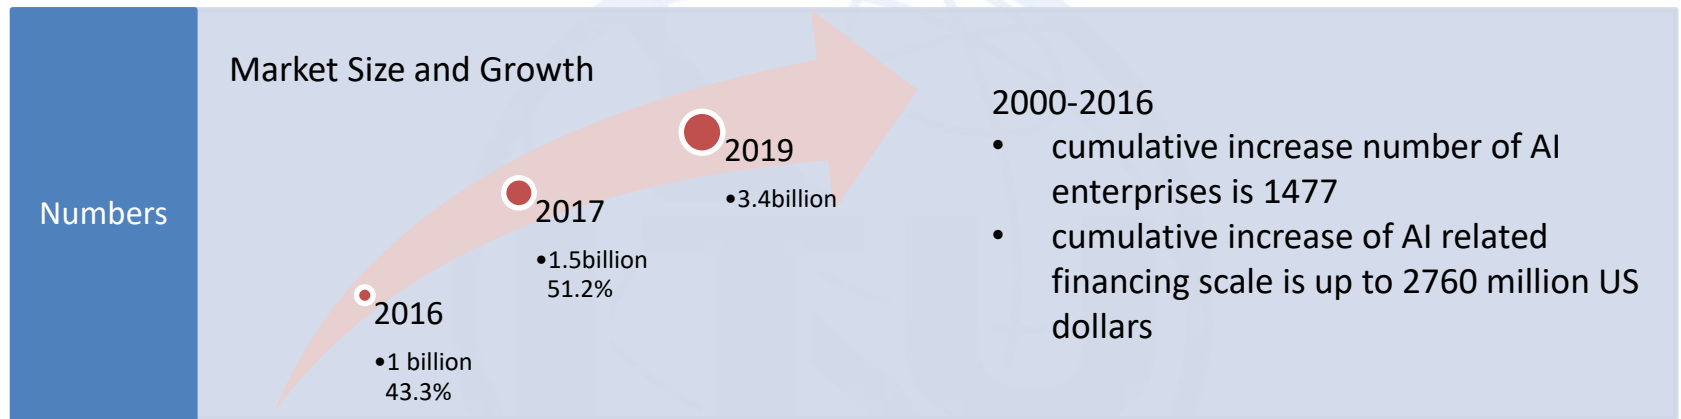 Numbers
Market Size and Growth
2016
•1 billion
43.3%
2017
•1.5billion
51.2%
2019
•3.4billion
2000-2016
• cumulative increase number of AI
enterprises is 1477
• cumulative increase of AI related
financing scale is up to 2760 million US
dollars